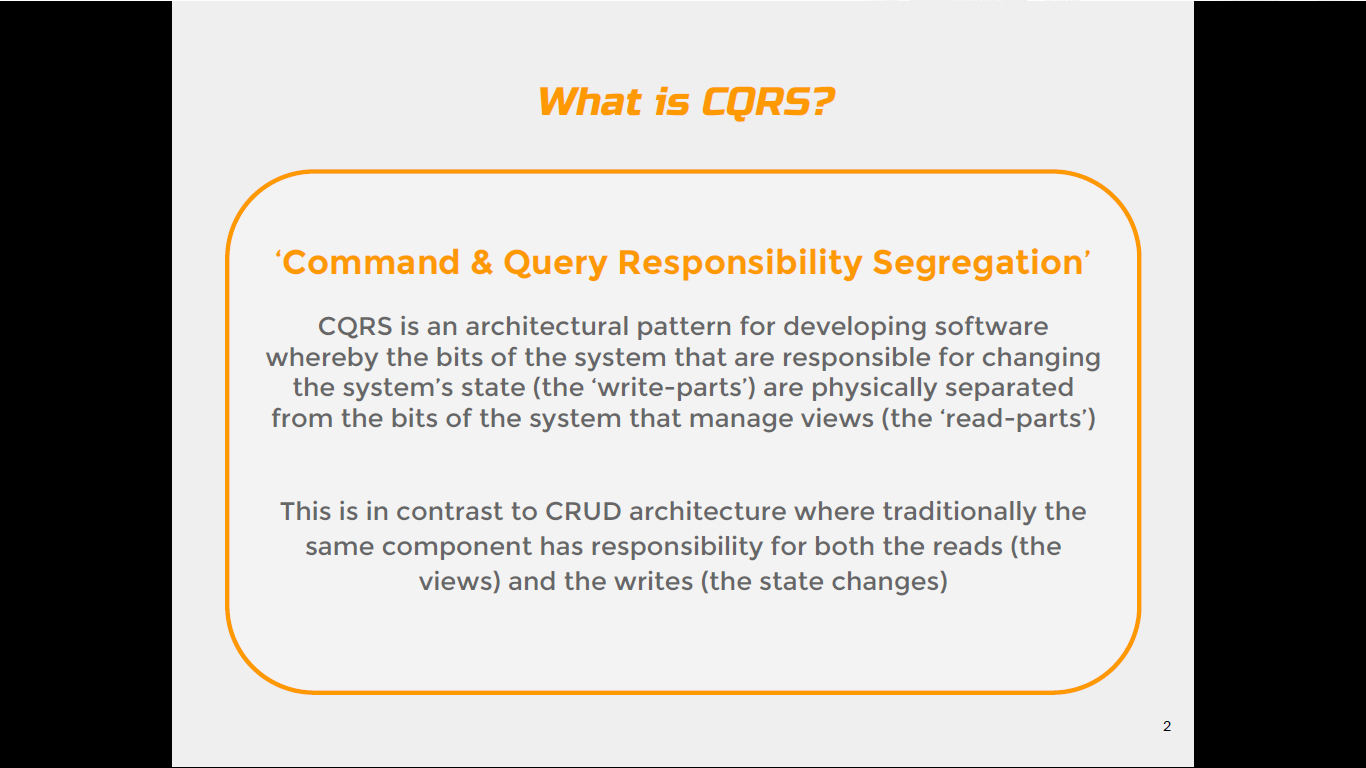 What is CQRS?
‘Command & Query Responsibility Segregation’
CQRS is an architectural pattern for developing software
whereby the bits of the system that are responsible for changing
the system’s state (the ‘write-parts’) are physically separated
from the bits of the system that manage views (the ‘read-parts’)
This is in contrast to CRUD architecture where traditionally the
same component has responsibility for both the reads (the
views) and the writes (the state changes)
2